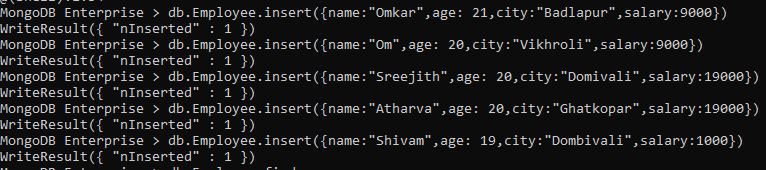 MongoDB Enterprise > db.Employee.insert({name:"Omkar",age: 21,city:"Badlapur",salary:9000})
WriteResult({ "nInserted" : 1 })
MongoDB Enterprise > db.Employee.insert({name:"Om",age: 20,city:"Vikhroli",salary:9000})
WriteResult({ "nInserted" : 1 })
MongoDB Enterprise > db.Employee.insert({name:"Sreejith",age: 20,city:"Domivali",salary:19000})
WriteResult({ "nInserted" : 1 })
MongoDB Enterprise > db.Employee.insert({name:"Atharva",age: 20,city:"Ghatkopar",salary:19000})
WriteResult({ "nInserted" : 1 })
MongoDB Enterprise > db.Employee.insert({name:"Shivam",age: 19,city:"Dombivali",salary:1000})
WriteResult({ "nInserted" : 1 })